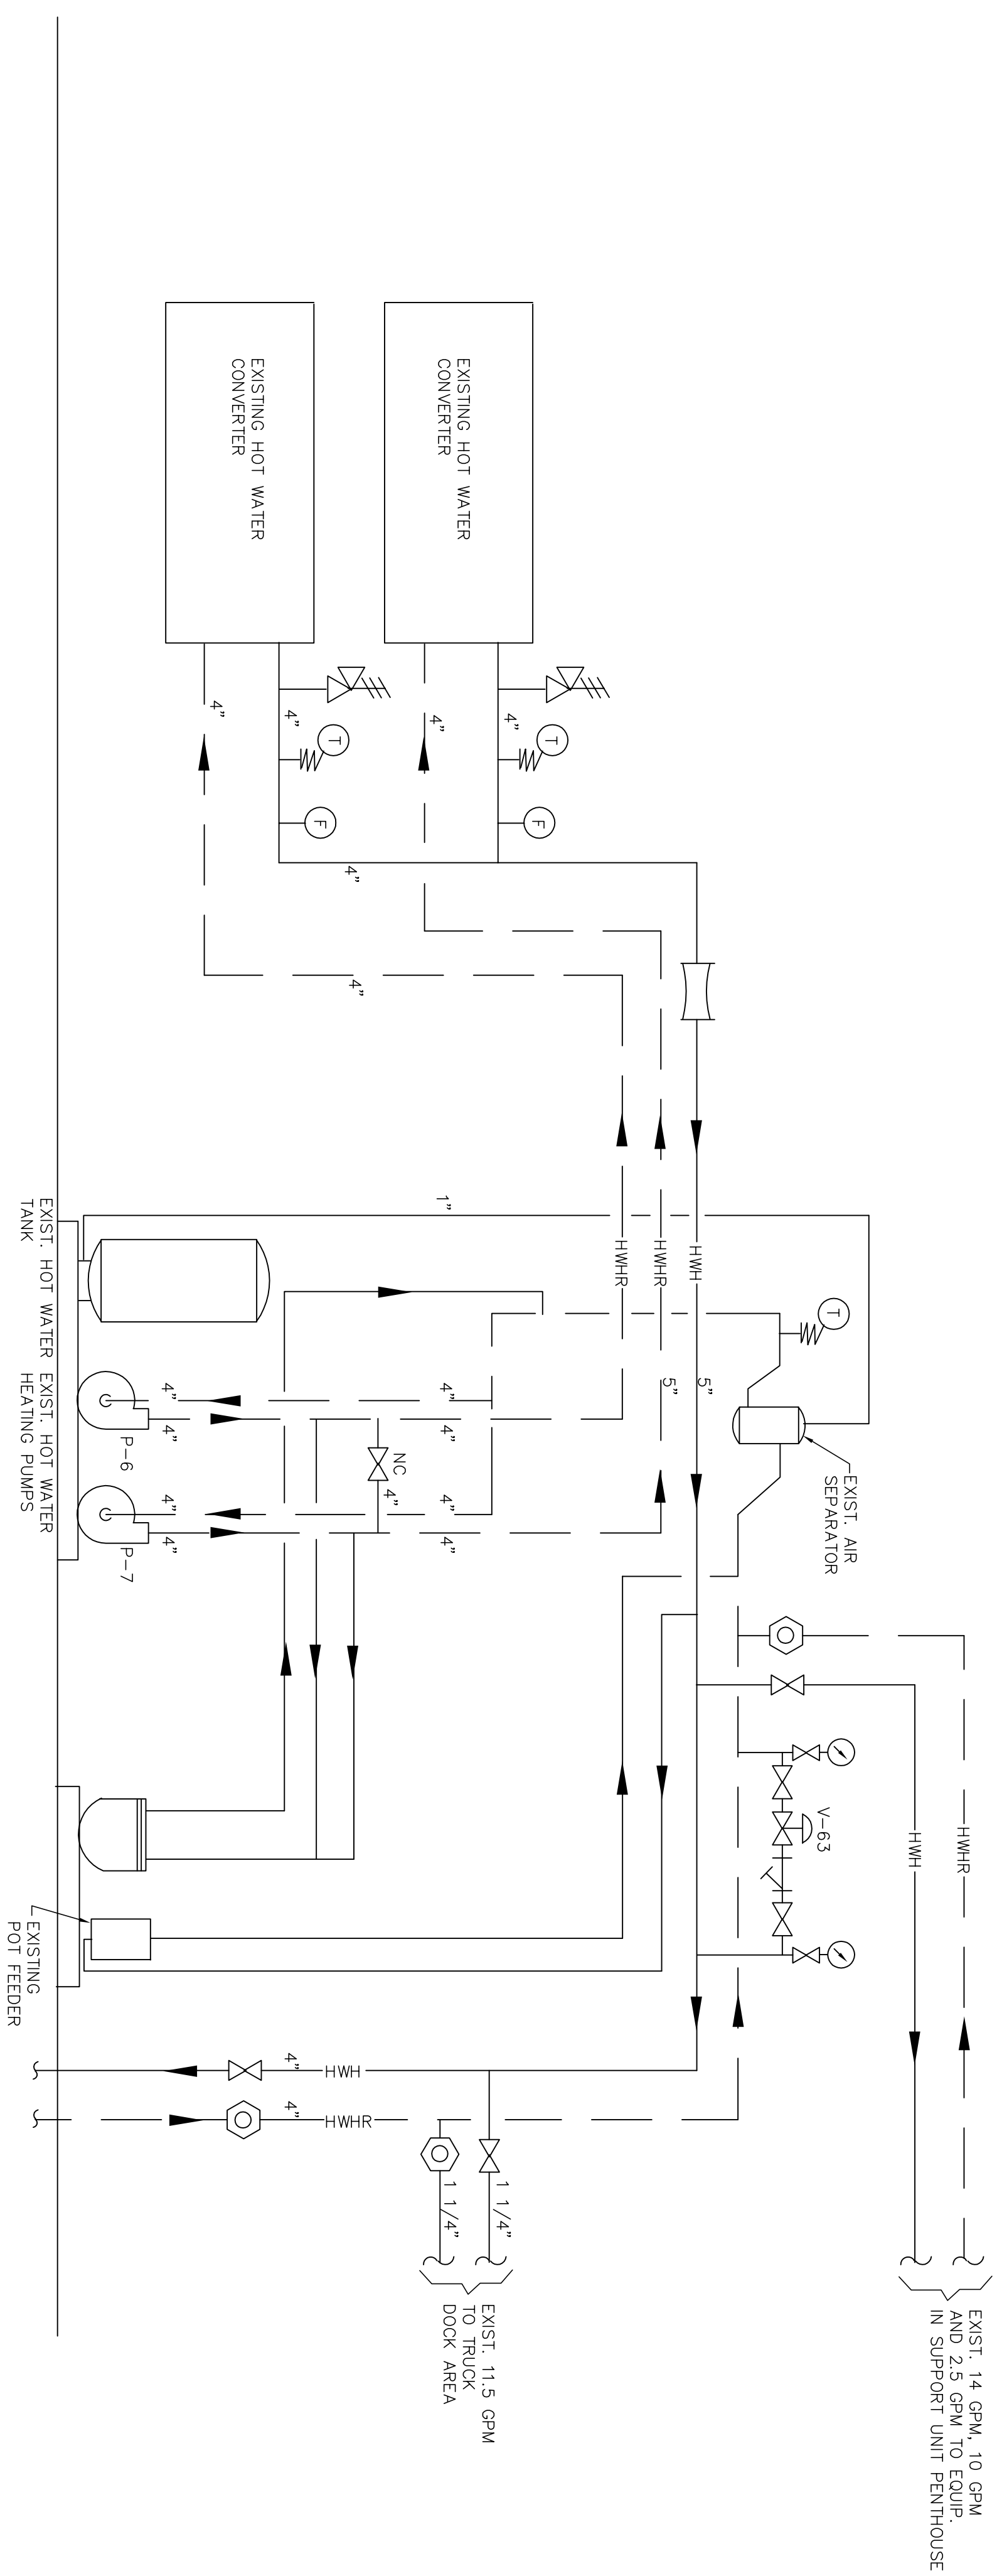 EXIST. 14 GPM, 10 GPM
AND 2.5 GPM TO EQUIP.
IN SUPPORT UNIT PENTHOUSE
HWHR
HWH
EXIST. AIR
SEPARATOR
T
V-63
HWH
5"
HWHR
5"
HWHR
EXISTING HOT WATER
CONVERTER
4"
T
F
4"
EXISTING HOT WATER
CONVERTER
4"
T
F
4"
4"
4"
1"
4"
4"
NC
4"
4"
4"
4"
4"
P-6
4"
4"
P-7
EXIST. HOT WATER
TANK
EXIST. HOT WATER
HEATING PUMPS
EXISTING
POT FEEDER
4"
HWH
4"
HWHR
1 1/4"
1 1/4"
EXIST. 11.5 GPM
TO TRUCK
DOCK AREA